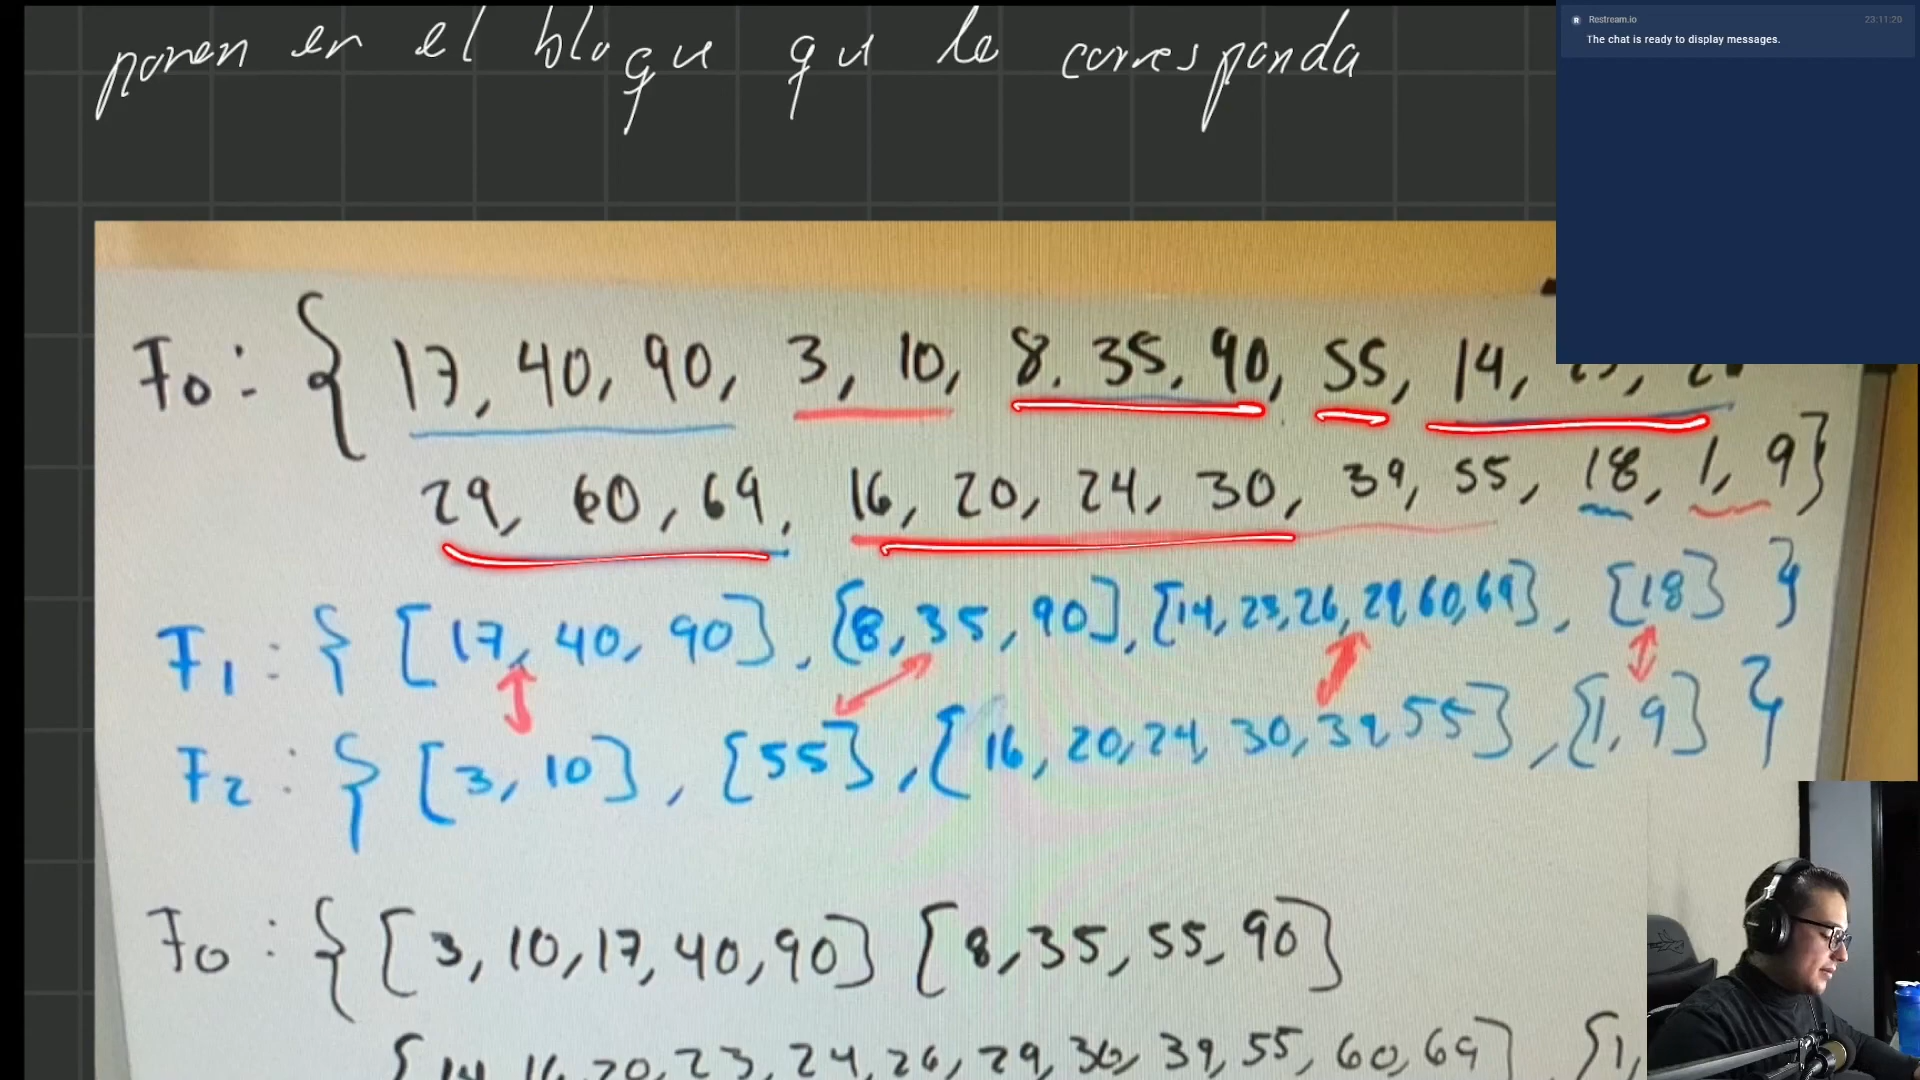 ponen en el bloque que le corresponda
Restream.io 23:11:20
The chat is ready to display messages.
F0: { 17, 40, 90, 3, 10, 8, 35, 90, 55, 14,
29, 60, 69, 16, 20, 24, 30, 39, 55, 18, 1, 9}
F1: { [17, 40, 90], [8, 35, 90], [14, 23, 26, 29, 60, 69], [18] }
F2: { [3, 10], [55], [16, 20, 24, 30, 39, 55], [1, 9] }
F0: { [3, 10, 17, 40, 90] [8, 35, 55, 90]
[14, 16, 20, 23, 24, 26, 29, 30, 39, 55, 60, 69] [1,